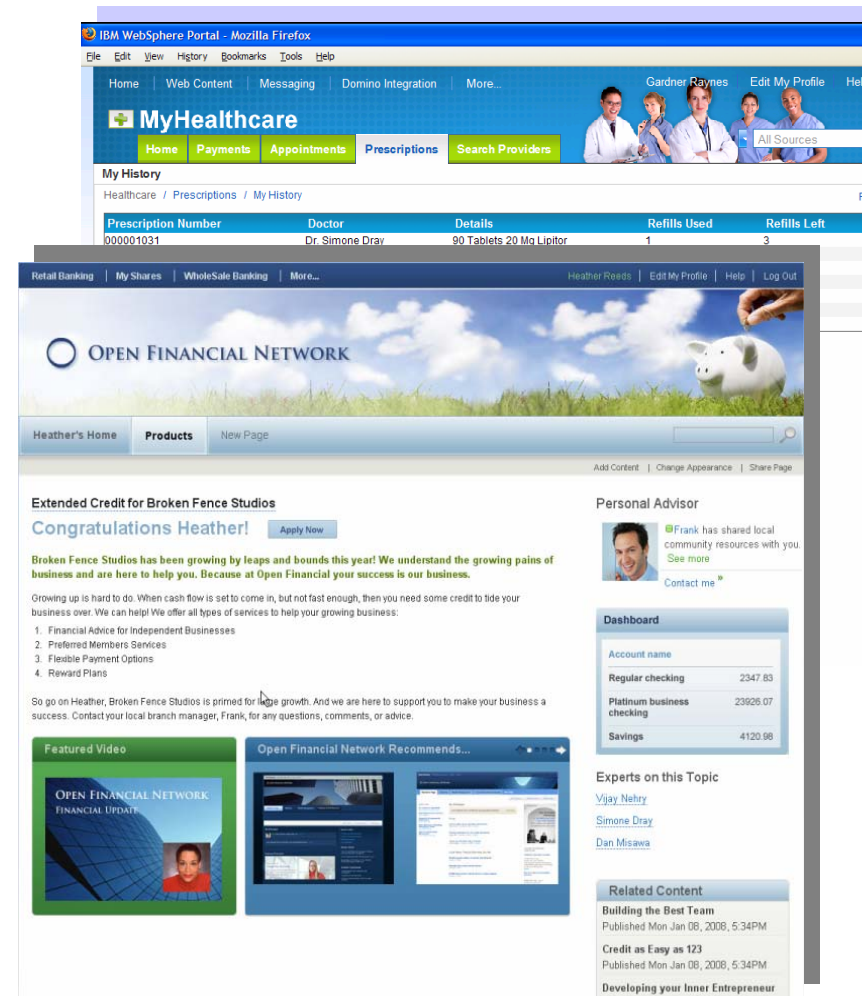 IBM WebSphere Portal - Mozilla Firefox
File Edit View History Bookmarks Tools Help
Home Web Content Messaging Domino Integration More...
Gardner Raynes Edit My Profile Hel
MyHealthcare
All Sources
Home Payments Appointments Prescriptions Search Providers
My History
Healthcare / Prescriptions / My History
Prescription Number Doctor Details Refills Used Refills Left
000001031 Dr. Simone Dray 90 Tablets 20 Mg Lipitor 1 3
Retail Banking | My Shares | WholeSale Banking | More...
Heather Reeds | Edit My Profile | Help | Log Out
OPEN FINANCIAL NETWORK
Heather's Home Products New Page
Add Content | Change Appearance | Share Page
Extended Credit for Broken Fence Studios
Congratulations Heather! Apply Now
Broken Fence Studios has been growing by leaps and bounds this year! We understand the growing pains of
business and are here to help you. Because at Open Financial your success is our business.
Growing up is hard to do. When cash flow is set to come in, but not fast enough, then you need some credit to tide your
business over. We can help! We offer all types of services to help your growing business:
1. Financial Advice for Independent Businesses
2. Preferred Members Services
3. Flexible Payment Options
4. Reward Plans
So go on Heather, Broken Fence Studios is primed for large growth. And we are here to support you to make your business a
success. Contact your local branch manager, Frank, for any questions, comments, or advice.
Featured Video
OPEN FINANCIAL NETWORK
FINANCIAL UPDATE
Open Financial Network Recommends...
Personal Advisor
Frank has shared local
community resources with you.
See more
Contact me »
Dashboard
Account name
Regular checking 2347.83
Platinum business 23926.07
checking
Savings 4120.98
Experts on this Topic
Vijay Nehry
Simone Dray
Dan Misawa
Related Content
Building the Best Team
Published Mon Jan 08, 2008, 5:34PM
Credit as Easy as 123
Published Mon Jan 08, 2008, 5:34PM
Developing your Inner Entrepreneur